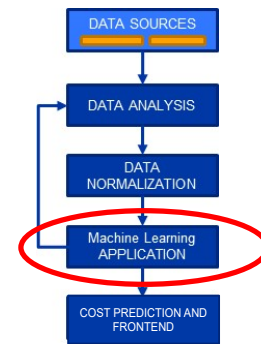 DATA SOURCES
DATA ANALYSIS
DATA
NORMALIZATION
Machine Learning
APPLICATION
COST PREDICTION AND
FRONTEND